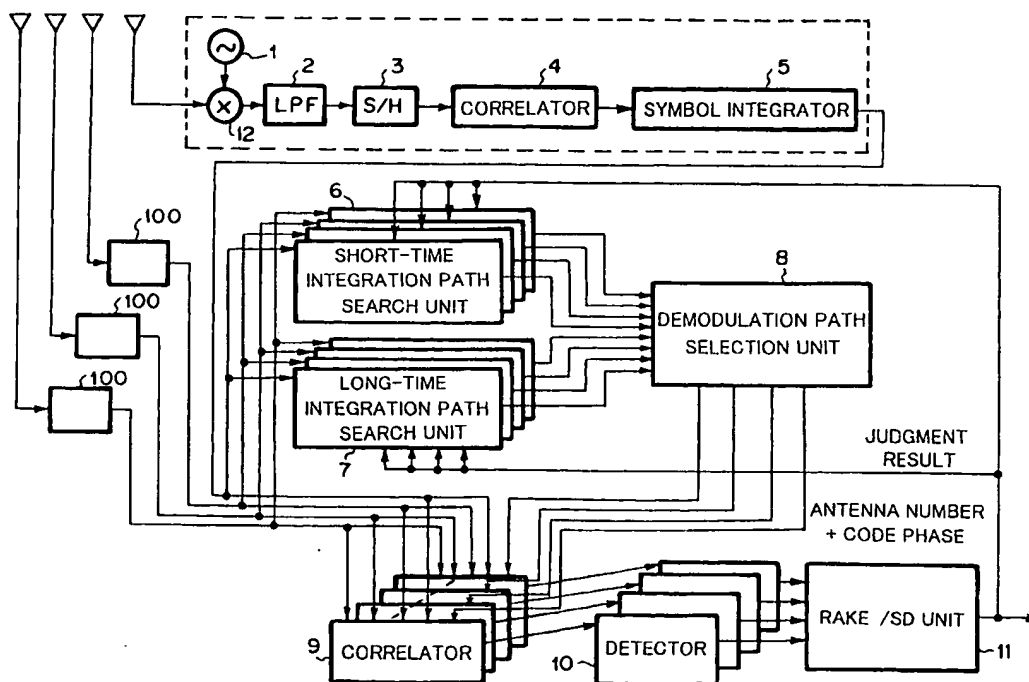 1
2
3
4
5
LPF
S/H
CORRELATOR
SYMBOL INTEGRATOR
12
6
100
SHORT-TIME
INTEGRATION PATH
SEARCH UNIT
8
DEMODULATION PATH
SELECTION UNIT
100
LONG-TIME
INTEGRATION PATH
SEARCH UNIT
100
7
JUDGMENT
RESULT
ANTENNA NUMBER
+ CODE PHASE
9
CORRELATOR
10
DETECTOR
RAKE /SD UNIT
11